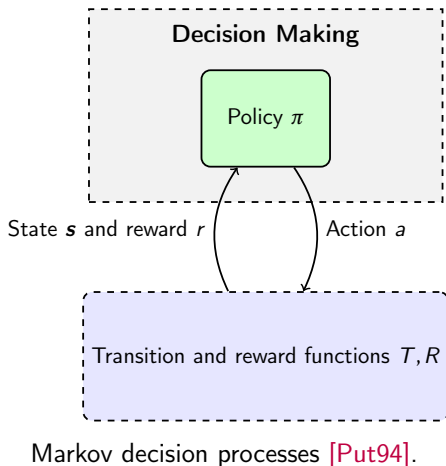 Decision Making
Policy π
State s and reward r
Action a
Transition and reward functions T, R
Markov decision processes [Put94].